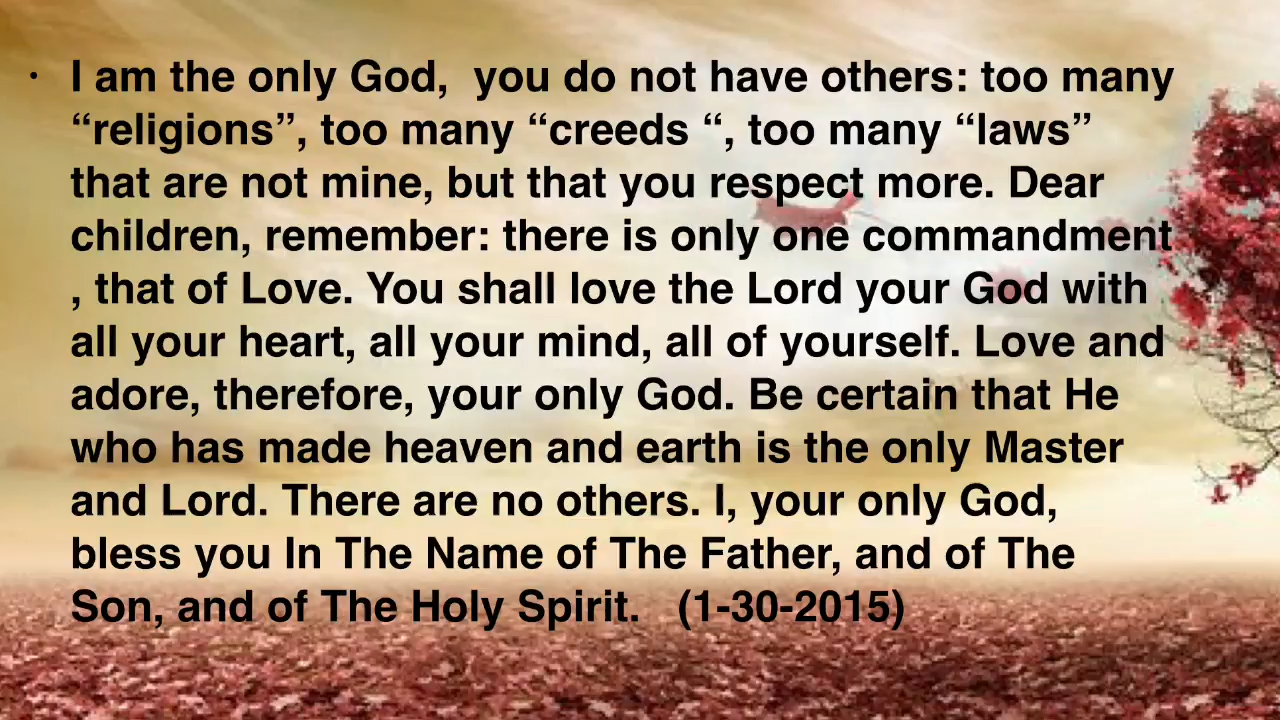 • I am the only God,  you do not have others: too many
“religions”, too many “creeds “, too many “laws”
that are not mine, but that you respect more. Dear
children, remember: there is only one commandment
, that of Love. You shall love the Lord your God with
all your heart, all your mind, all of yourself. Love and
adore, therefore, your only God. Be certain that He
who has made heaven and earth is the only Master
and Lord. There are no others. I, your only God,
bless you In The Name of The Father, and of The
Son, and of The Holy Spirit.   (1-30-2015)